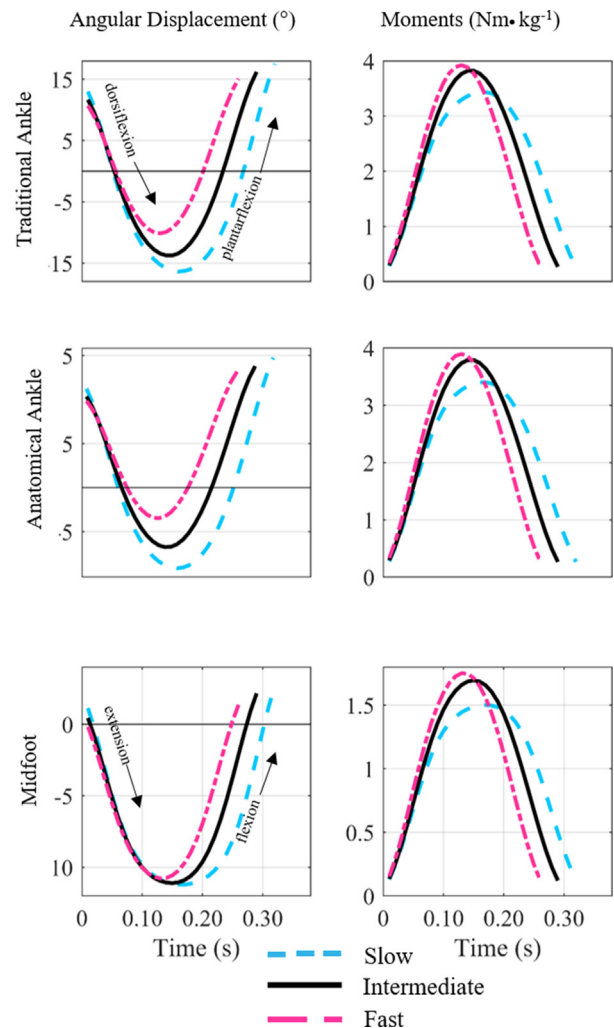 Angular Displacement (°)
Moments (Nm•kg-1)
Traditional Ankle
15
5
-5
-15
dorsiflexion
plantarflexion
4
3
2
1
0
Anatomical Ankle
5
5
-5
4
3
2
1
0
Midfoot
0
-5
10
extension
flexion
0 0.10 0.20 0.30
Time (s)
1.5
1
0.5
0
0 0.10 0.20 0.30
Time (s)
Slow
Intermediate
Fast